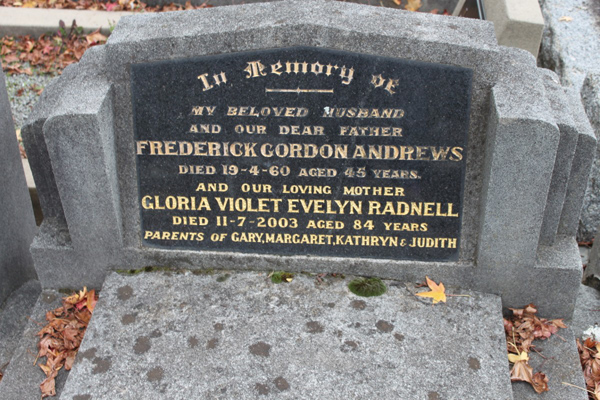 In Memory of
MY BELOVED HUSBAND
AND OUR DEAR FATHER
FREDERICK GORDON ANDREWS
DIED 19-4-60 AGED 45 YEARS.
AND OUR LOVING MOTHER
GLORIA VIOLET EVELYN RADNELL
DIED 11-7-2003 AGED 84 YEARS
PARENTS OF GARY, MARGARET, KATHRYN & JUDITH